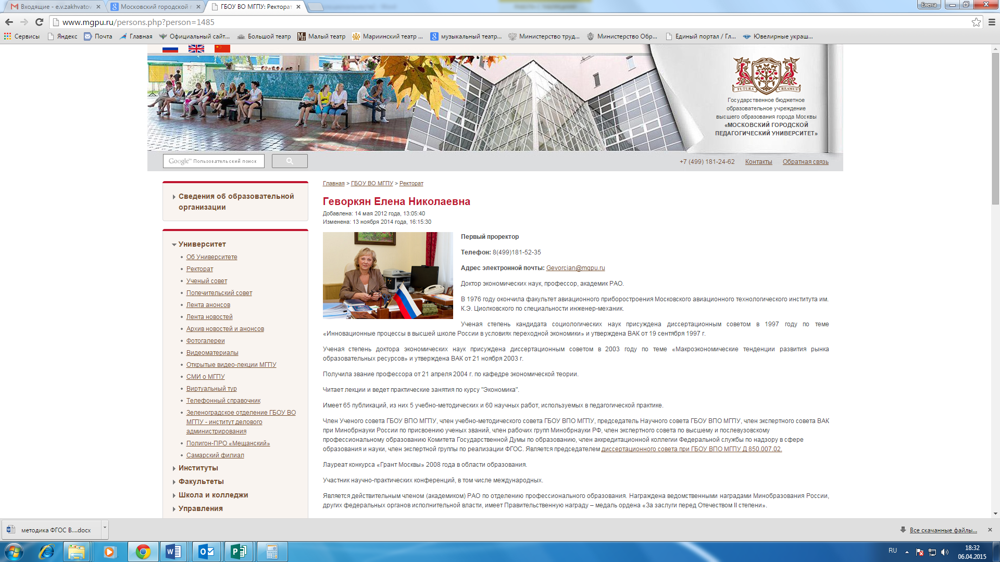 Входящие - e.v.zakhvatov
Московский городской п
ГБОУ ВО МГПУ: Ректорат
Елена
www.mgpu.ru/persons.php?person=1485
Сервисы
Яндекс
Почта
Главная
Официальный сайт...
Большой театр
Малый театр
Мариинский театр ...
музыкальный театр...
Министерство труд...
Министерство Обр...
Единый портал / Гл...
Ювелирные украш...
FUTURA CREAMUS
Государственное бюджетное
образовательное учреждение
высшего образования города Москвы
«МОСКОВСКИЙ ГОРОДСКОЙ
ПЕДАГОГИЧЕСКИЙ УНИВЕРСИТЕТ»
Google™ Пользовательский поиск
+7 (499) 181-24-62 Контакты Обратная связь
Сведения об образовательной
организации
Университет
Об Университете
Ректорат
Ученый совет
Попечительский совет
Лента анонсов
Лента новостей
Архив новостей и анонсов
Фотогалереи
Видеоматериалы
Открытые видео-лекции МГПУ
СМИ о МГПУ
Виртуальный тур
Телефонный справочник
Зеленоградское отделение ГБОУ ВО
МГПУ - институт делового
администрирования
Полигон-ПРО «Мещанский»
Самарский филиал
Институты
Факультеты
Школа и колледжи
Управления
Главная > ГБОУ ВО МГПУ > Ректорат
Геворкян Елена Николаевна
Добавлена: 14 мая 2012 года, 13:05:40
Изменена: 13 ноября 2014 года, 16:15:30
Первый проректор
Телефон: 8(499)181-52-35
Адрес электронной почты: Gevorcian@mgpu.ru
Доктор экономических наук, профессор, академик РАО.
В 1976 году окончила факультет авиационного приборостроения Московского авиационного технологического института им.
К.Э. Циолковского по специальности инженер-механик.
Ученая степень кандидата социологических наук присуждена диссертационным советом в 1997 году по теме
«Инновационные процессы в высшей школе России в условиях переходной экономики» и утверждена ВАК от 19 сентября 1997 г.
Ученая степень доктора экономических наук присуждена диссертационным советом в 2003 году по теме «Макроэкономические тенденции развития рынка
образовательных ресурсов» и утверждена ВАК от 21 ноября 2003 г.
Получила звание профессора от 21 апреля 2004 г. по кафедре экономической теории.
Читает лекции и ведет практические занятия по курсу "Экономика".
Имеет 65 публикаций, из них 5 учебно-методических и 60 научных работ, используемых в педагогической практике.
Член Ученого совета ГБОУ ВПО МГПУ, член учебно-методического совета ГБОУ ВПО МГПУ, председатель Научного совета ГБОУ ВПО МГПУ, член экспертного совета ВАК
при Минобрнауки России по присвоению ученых званий, член рабочих групп Минобрнауки РФ, член экспертного совета по высшему и послевузовскому
профессиональному образованию Комитета Государственной Думы по образованию, член аккредитационной коллегии Федеральной службы по надзору в сфере
образования и науки, член экспертной группы по реализации ФГОС. Является председателем диссертационного совета при ГБОУ ВПО МГПУ Д 850.007.02.
Лауреат конкурса «Грант Москвы» 2008 года в области образования.
Участник научно-практических конференций, в том числе международных.
Является действительным членом (академиком) РАО по отделению профессионального образования. Награждена ведомственными наградами Минобразования России,
других федеральных органов исполнительной власти, имеет Правительственную награду – медаль ордена «За заслуги перед Отечеством II степени».
методика ФГОС В....docx
Все скачанные файлы...
RU
18:32
06.04.2015